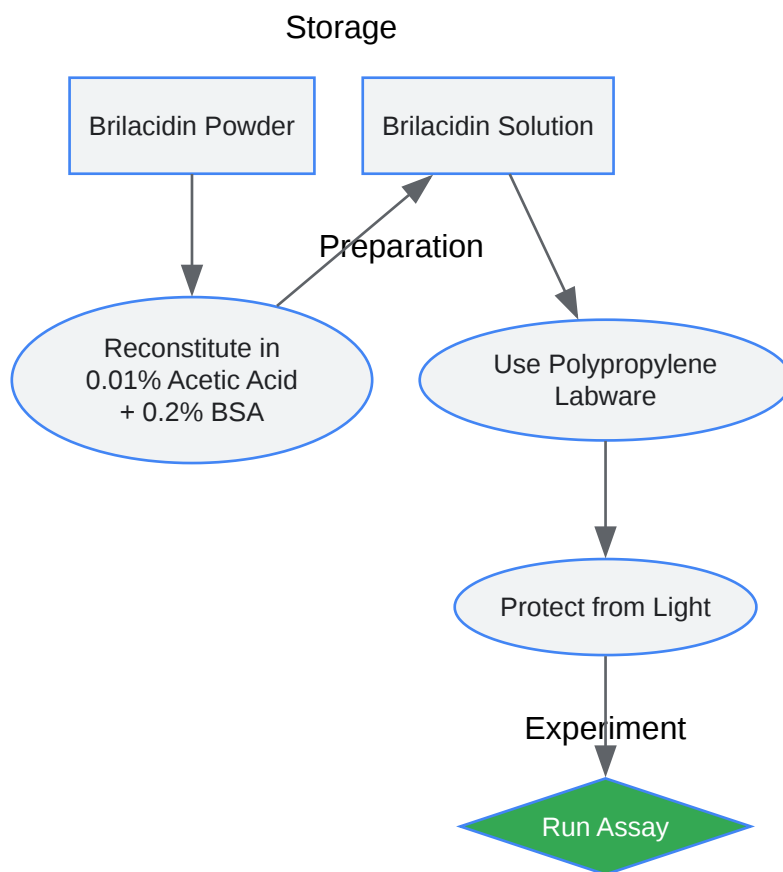 Storage
Brilacidin Powder
Brilacidin Solution
Preparation
Reconstitute in
0.01% Acetic Acid
+ 0.2% BSA
Use Polypropylene
Labware
Protect from Light
Experiment
Run Assay